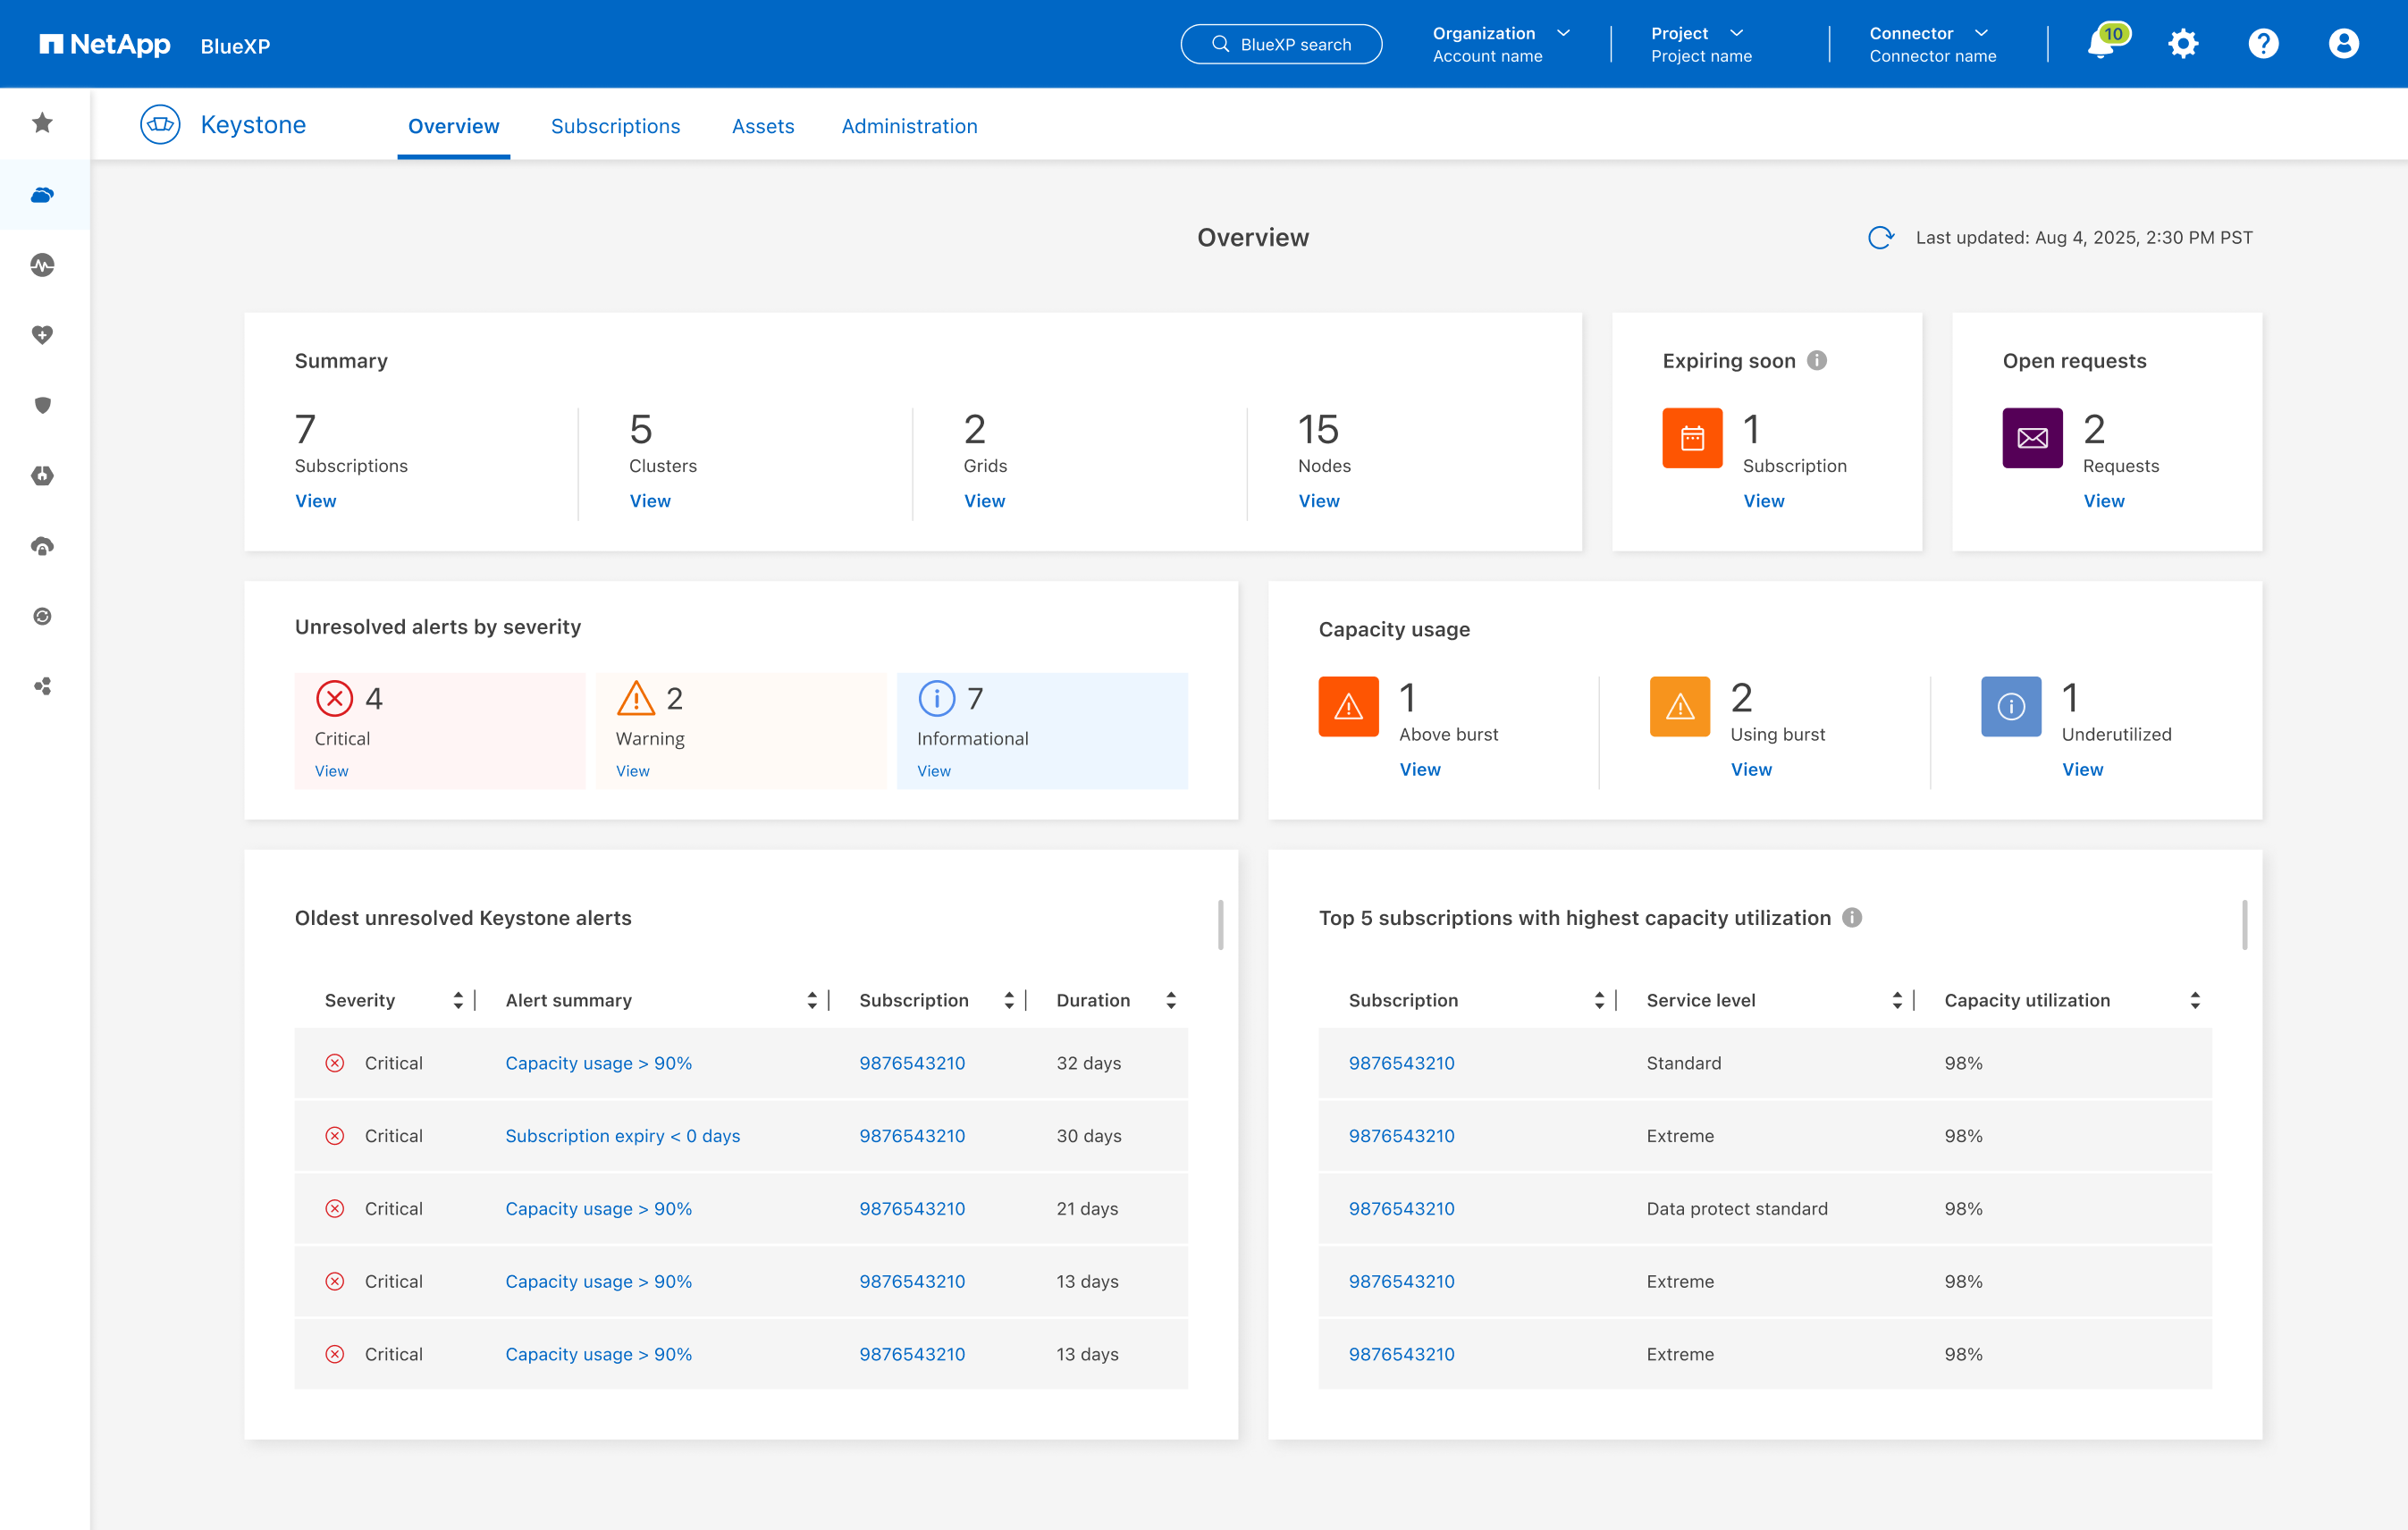 NetApp BlueXP
BlueXP search
Organization
Account name
Project
Project name
Connector
Connector name
10
Keystone
Overview
Subscriptions
Assets
Administration
Overview
Last updated: Aug 4, 2025, 2:30 PM PST
Summary
7
Subscriptions
View
5
Clusters
View
2
Grids
View
15
Nodes
View
Expiring soon
1
Subscription
View
Open requests
2
Requests
View
Unresolved alerts by severity
4
Critical
View
2
Warning
View
7
Informational
View
Capacity usage
1
Above burst
View
2
Using burst
View
1
Underutilized
View
Oldest unresolved Keystone alerts
Severity Alert summary Subscription Duration
Critical Capacity usage > 90% 9876543210 32 days
Critical Subscription expiry < 0 days 9876543210 30 days
Critical Capacity usage > 90% 9876543210 21 days
Critical Capacity usage > 90% 9876543210 13 days
Critical Capacity usage > 90% 9876543210 13 days
Top 5 subscriptions with highest capacity utilization
Subscription Service level Capacity utilization
9876543210 Standard 98%
9876543210 Extreme 98%
9876543210 Data protect standard 98%
9876543210 Extreme 98%
9876543210 Extreme 98%